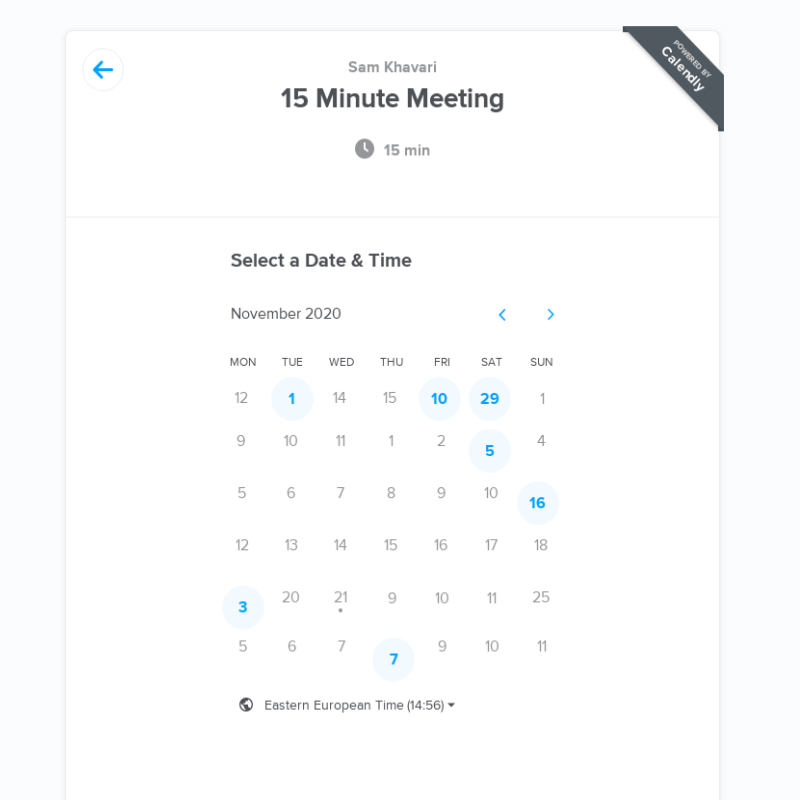 POWERED BY
Calendly
Sam Khavari
15 Minute Meeting
15 min
Select a Date & Time
November 2020
MON TUE WED THU FRI SAT SUN
12 1 14 15 10 29 1
9 10 11 1 2 5 4
5 6 7 8 9 10 16
12 13 14 15 16 17 18
3 20 21 9 10 11 25
5 6 7 7 9 10 11
Eastern European Time (14:56)